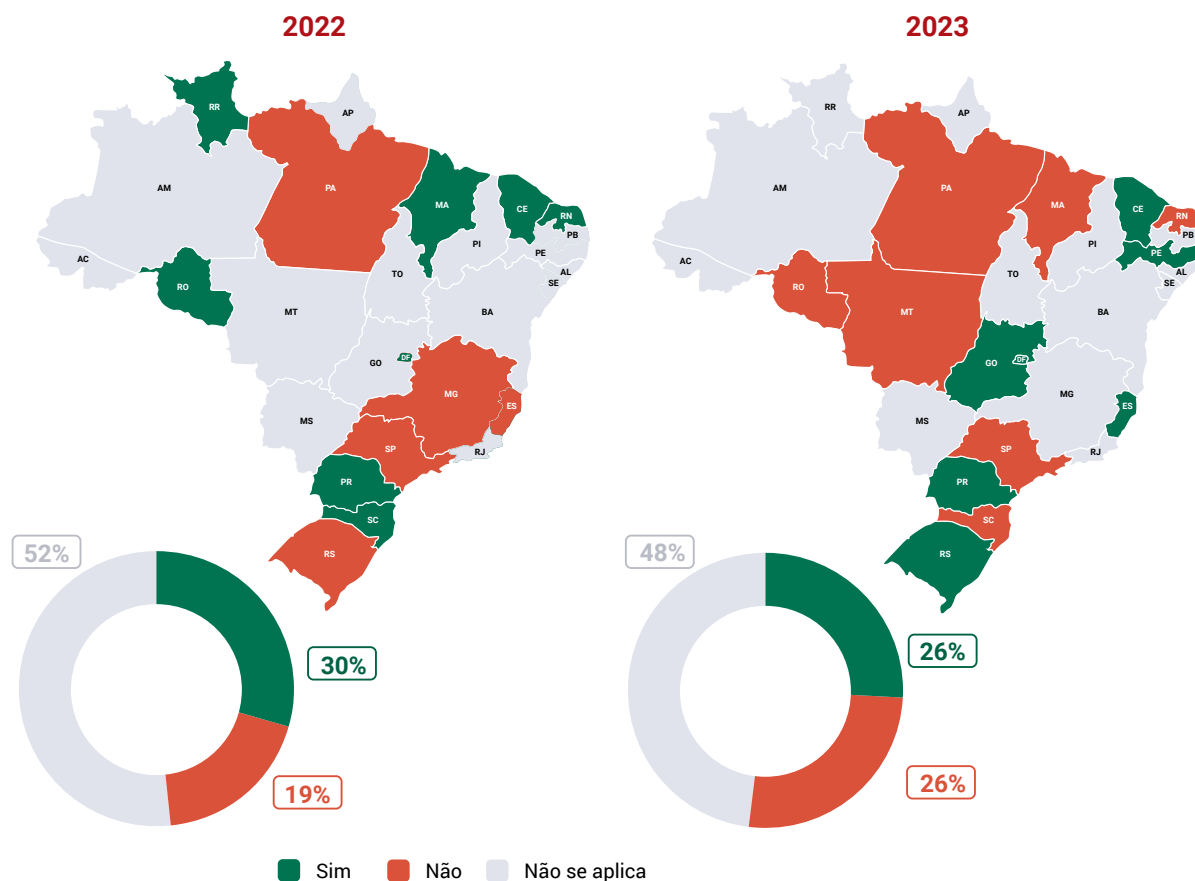 2022
RR
AP
AM
PA
MA
CE
RN
PB
PI
PE
AC
TO
AL
SE
RO
BA
MT
DF
GO
MG
ES
MS
SP
RJ
PR
SC
RS
52%
30%
19%
2023
RR
AP
AM
PA
MA
CE
RN
PB
PI
PE
AC
TO
AL
SE
RO
BA
MT
DF
GO
MG
ES
MS
SP
RJ
PR
SC
RS
48%
26%
26%
Sim
Não
Não se aplica